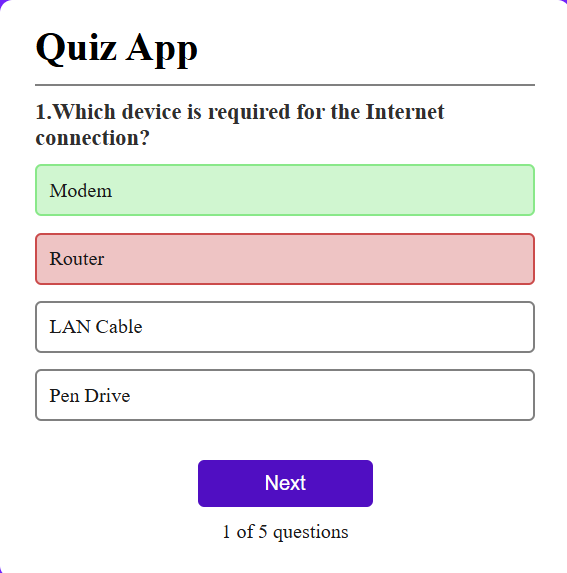 Quiz App
1.Which device is required for the Internet
connection?
Modem
Router
LAN Cable
Pen Drive
Next
1 of 5 questions